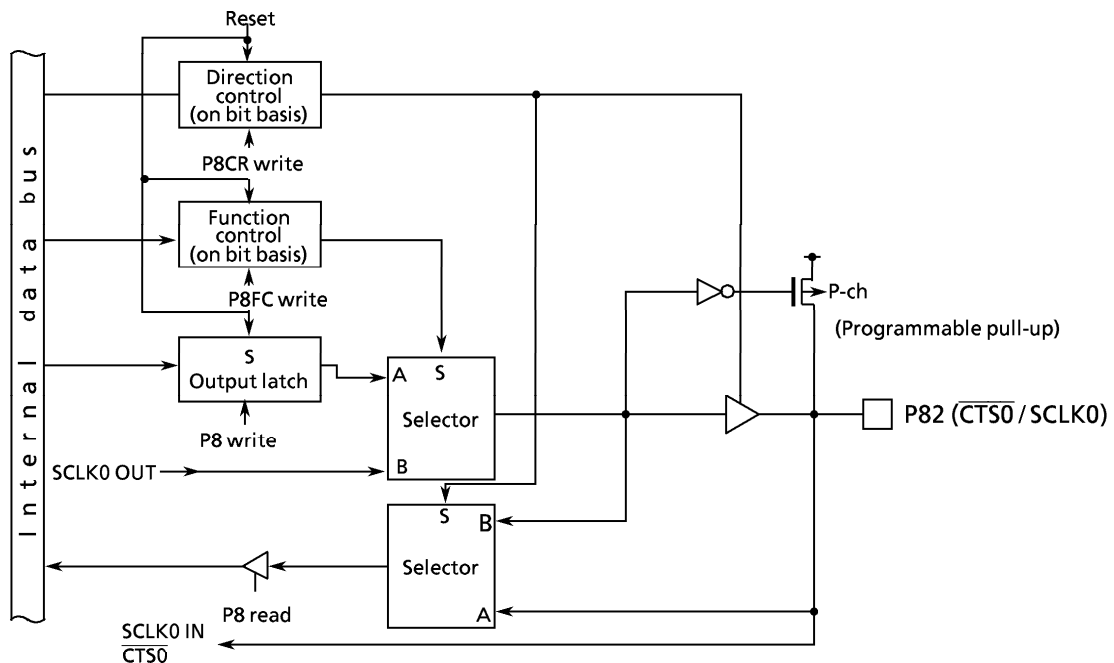 Reset
Direction
control
(on bit basis)
P8CR write
Function
control
(on bit basis)
P8FC write
S
Output latch
P8 write
SCLK0 OUT
Internal data bus
A
S
Selector
B
P-ch
(Programmable pull-up)
P82 (CTS0 / SCLK0)
S
B
Selector
A
P8 read
SCLK0 IN
CTS0